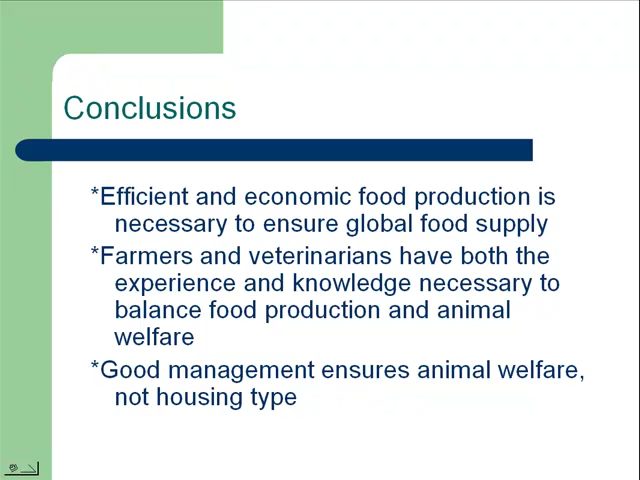 Conclusions
*Efficient and economic food production is
necessary to ensure global food supply
*Farmers and veterinarians have both the
experience and knowledge necessary to
balance food production and animal
welfare
*Good management ensures animal welfare,
not housing type